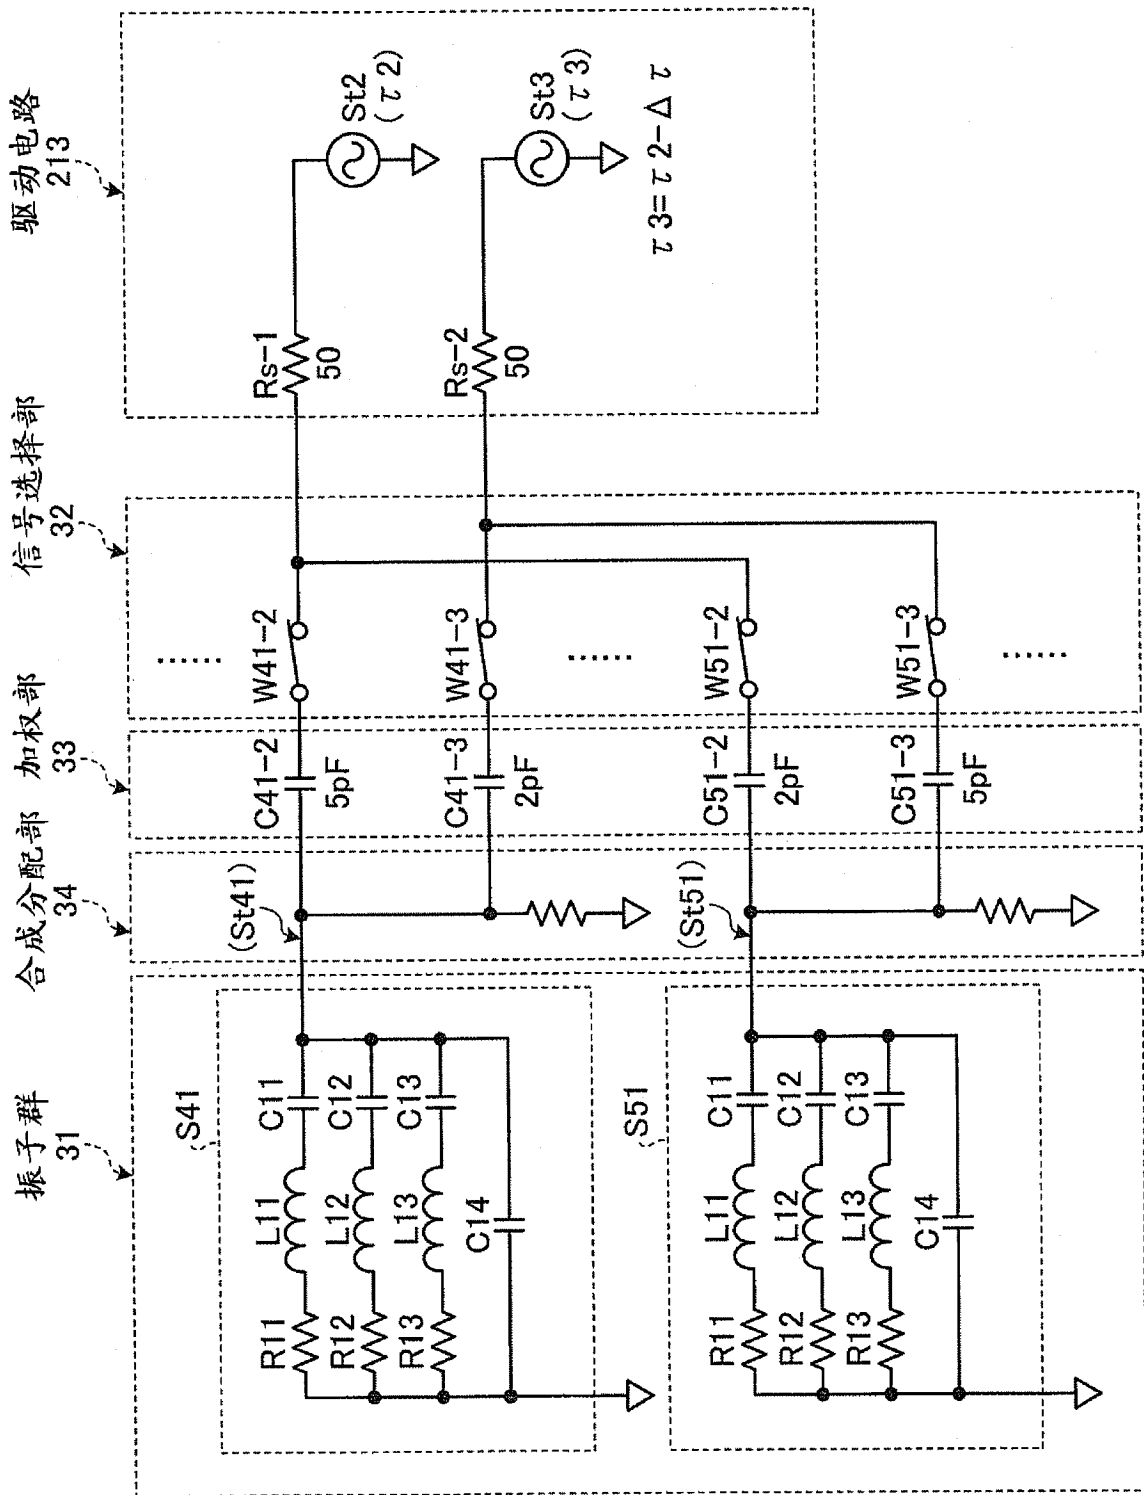 振子群
31
合成分配部
34
加权部
33
信号选择部
32
驱动电路
213
S41
R11
L11
C11
R12
L12
C12
R13
L13
C13
C14
(St41)
C41-2
5pF
W41-2
Rs-1
50
St2
(τ2)
C41-3
2pF
W41-3
Rs-2
50
St3
(τ3)
τ3=τ2-Δτ
S51
R11
L11
C11
R12
L12
C12
R13
L13
C13
C14
(St51)
C51-2
2pF
W51-2
C51-3
5pF
W51-3